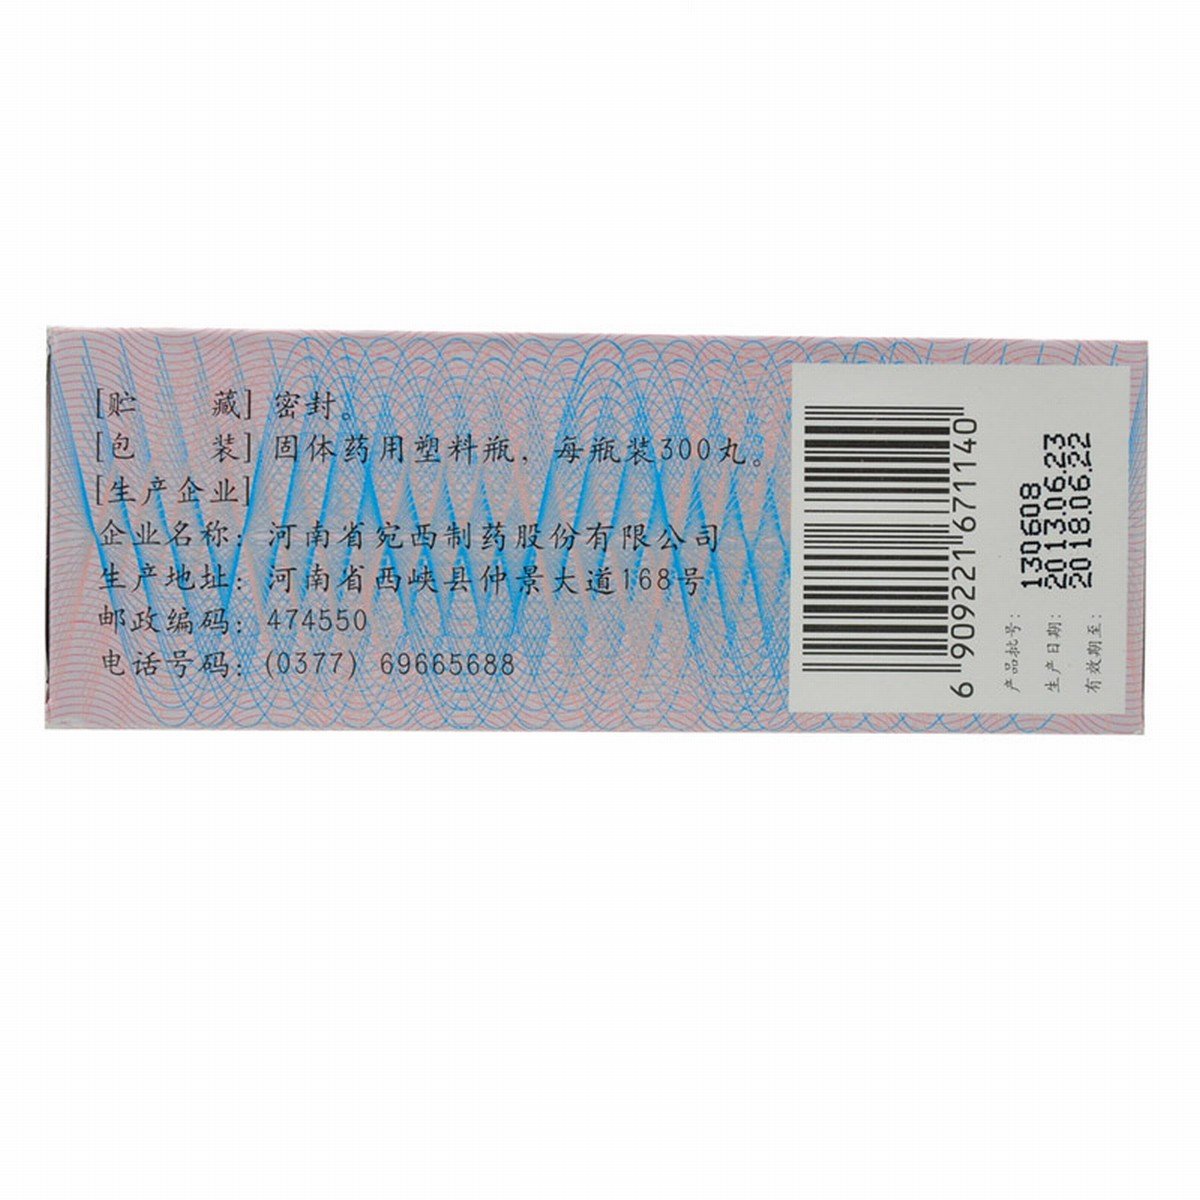 [贮 藏] 密封。
[包 装] 固体药用塑料瓶，每瓶装300丸。
[生产企业]
企业名称：河南省宛西制药股份有限公司
生产地址：河南省西峡县仲景大道168号
邮政编码：474550
电话号码：(0377) 69665688
6 909221 671140
产品批号： 130608
生产日期： 2013.06.23
有效期至： 2018.06.22